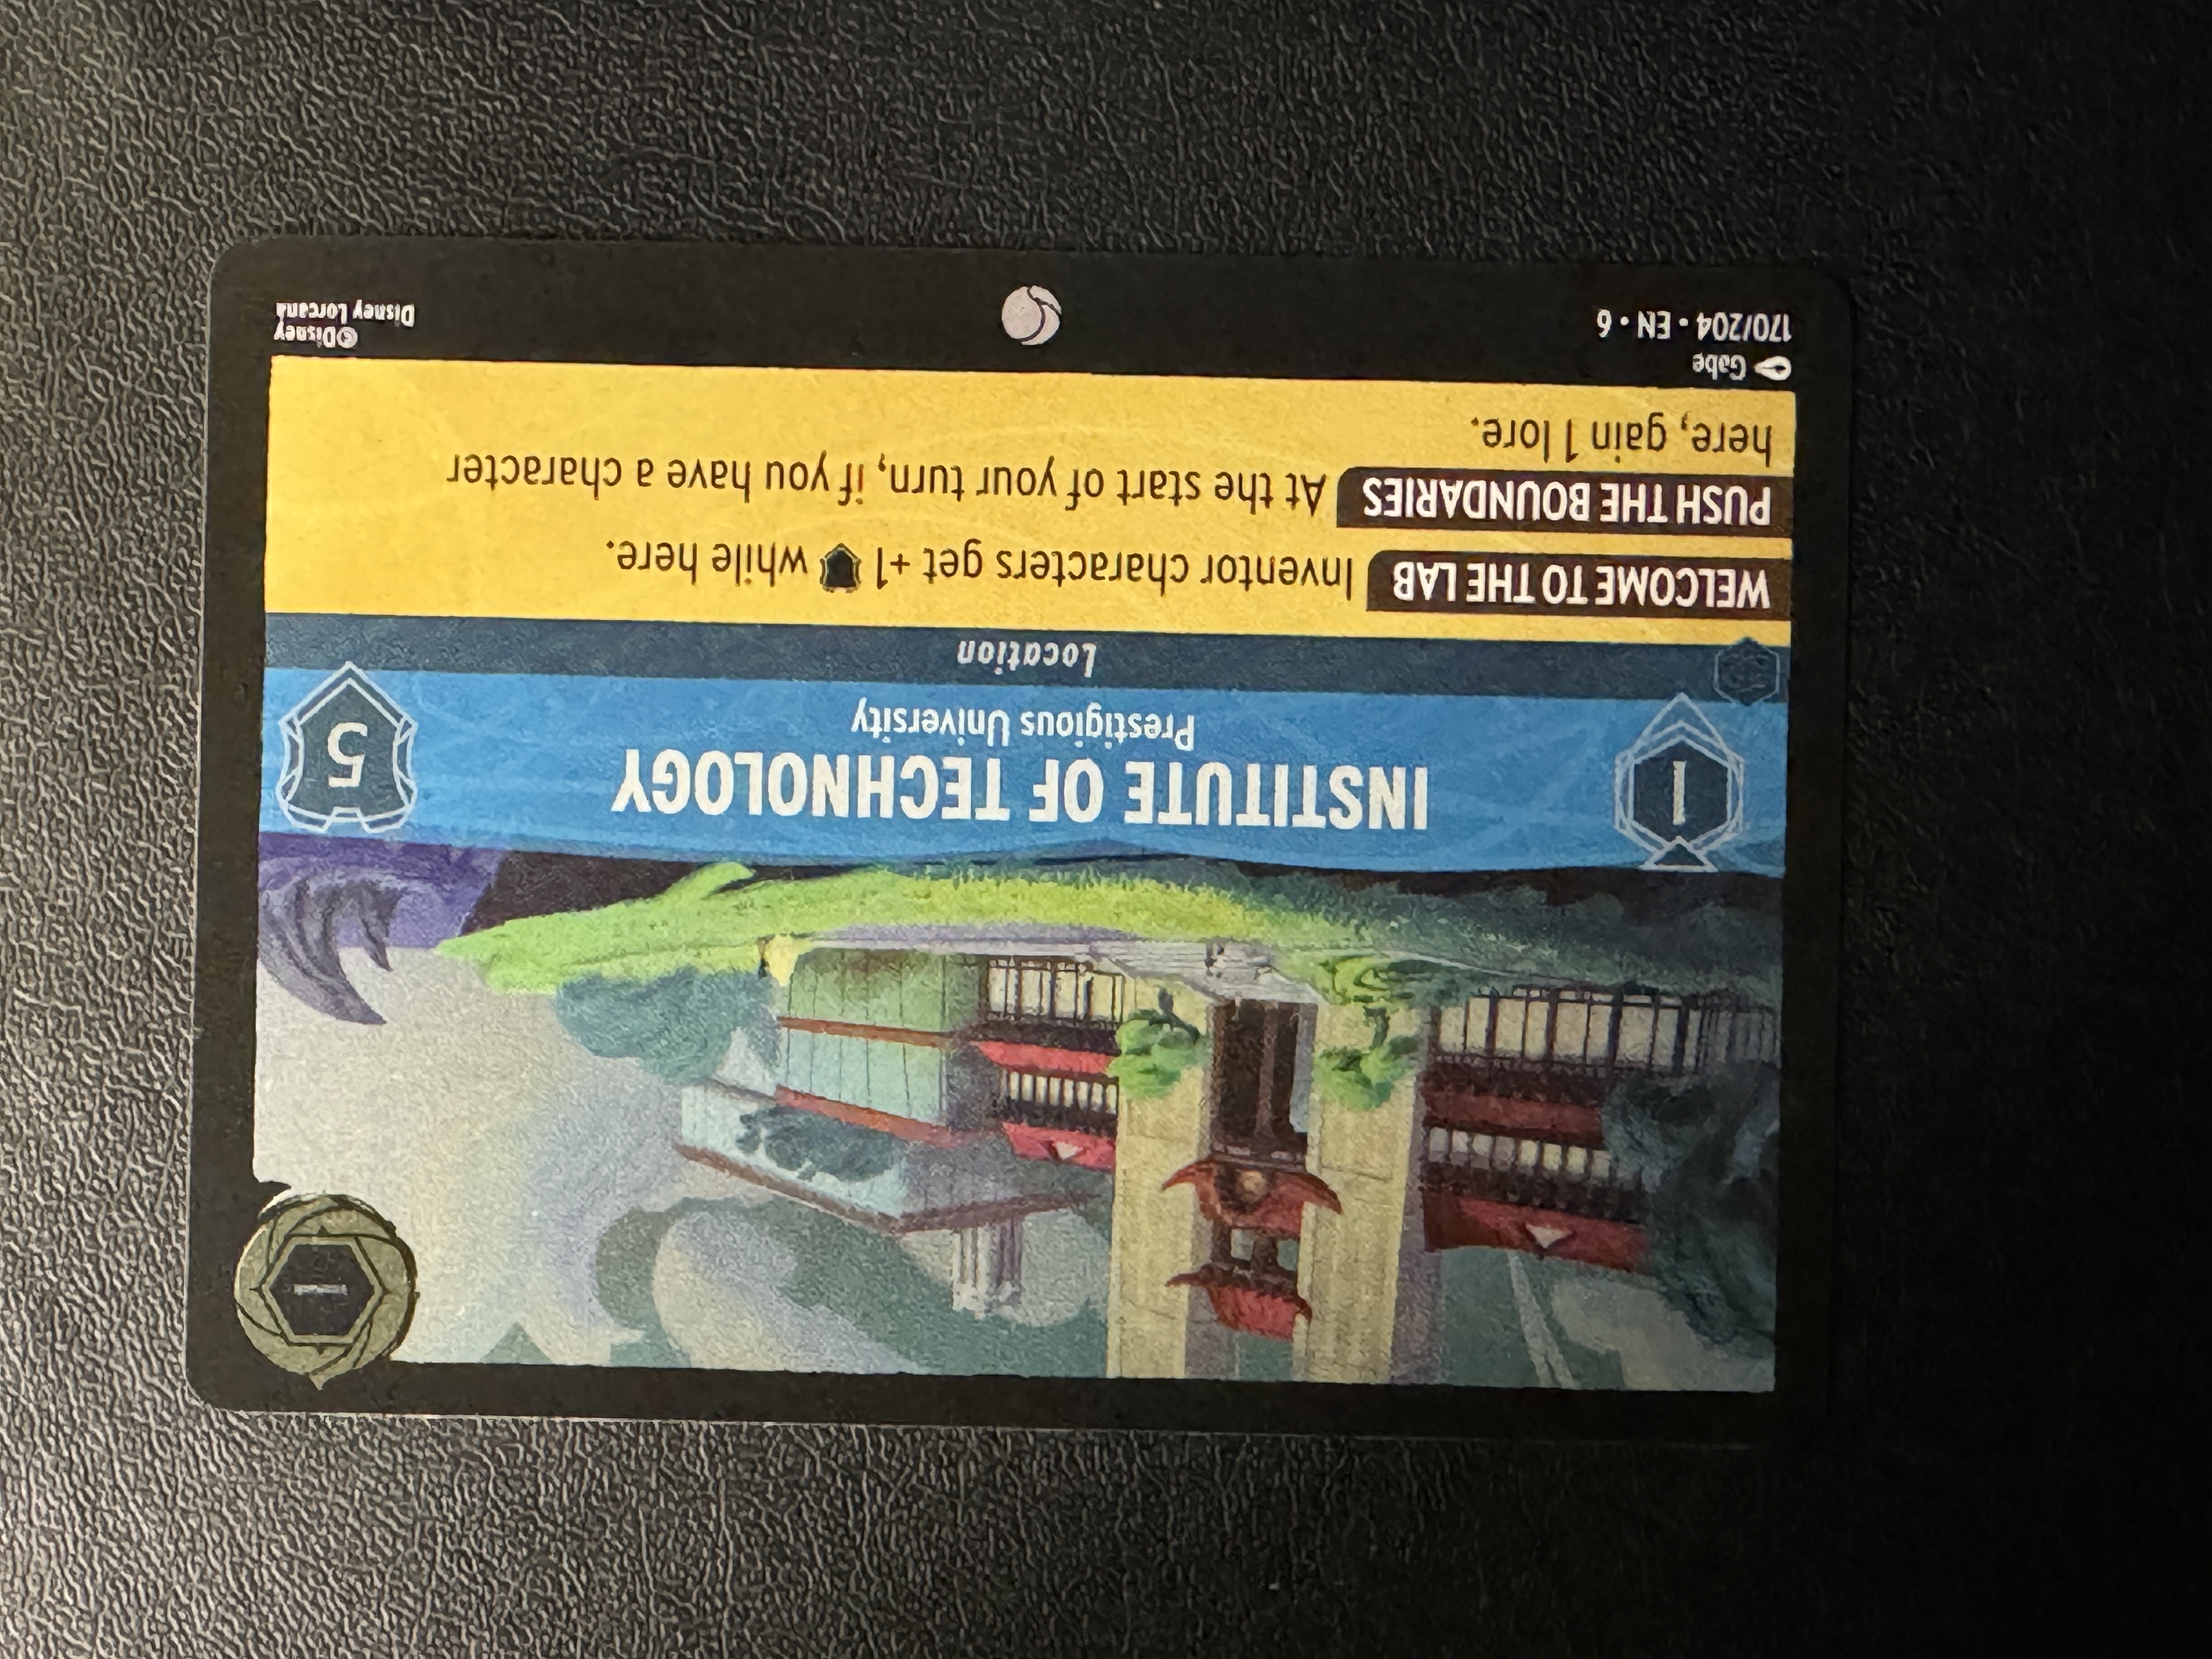 1
INSTITUTE OF TECHNOLOGY
Prestigious University
1
5
Location
WELCOME TO THE LAB Inventor characters get +1 while here.
PUSH THE BOUNDARIES At the start of your turn, if you have a character
here, gain 1 lore.
Gabe
170/204 • EN • 6
©Disney
Disney Lorcana